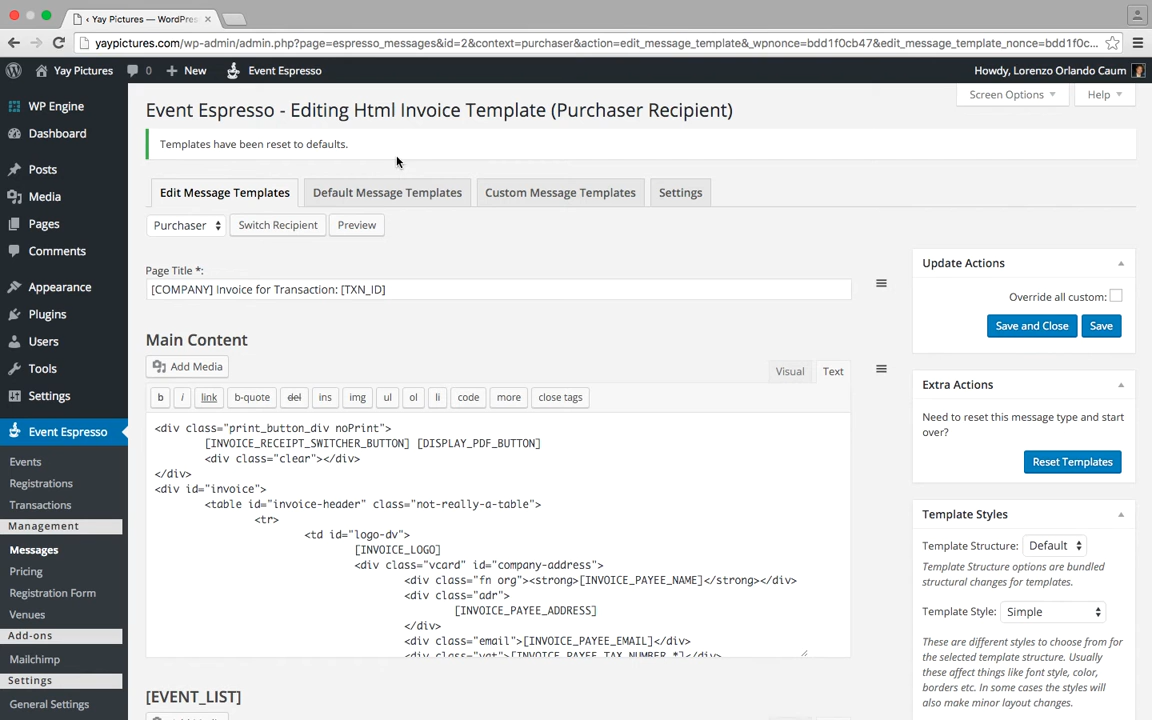 ‹ Yay Pictures — WordPres
yaypictures.com/wp-admin/admin.php?page=espresso_messages&id=2&context=purchaser&action=edit_message_template&_wpnonce=bdd1f0cb47&edit_message_template_nonce=bdd1f0c...
Yay Pictures 0 New Event Espresso Howdy, Lorenzo Orlando Caum
WP Engine
Dashboard
Posts
Media
Pages
Comments
Appearance
Plugins
Users
Tools
Settings
Event Espresso
Events
Registrations
Transactions
Management
Messages
Pricing
Registration Form
Venues
Add-ons
Mailchimp
Settings
General Settings
Screen Options Help
Event Espresso - Editing Html Invoice Template (Purchaser Recipient)
Templates have been reset to defaults.
Edit Message Templates Default Message Templates Custom Message Templates Settings
Purchaser Switch Recipient Preview
Page Title *:
[COMPANY] Invoice for Transaction: [TXN_ID]
Main Content
Add Media
Visual Text
b i link b-quote del ins img ul ol li code more close tags
<div class="print_button_div noPrint">
[INVOICE_RECEIPT_SWITCHER_BUTTON] [DISPLAY_PDF_BUTTON]
<div class="clear"></div>
</div>
<div id="invoice">
<table id="invoice-header" class="not-really-a-table">
<tr>
<td id="logo-dv">
[INVOICE_LOGO]
<div class="vcard" id="company-address">
<div class="fn org"><strong>[INVOICE_PAYEE_NAME]</strong></div>
<div class="adr">
[INVOICE_PAYEE_ADDRESS]
</div>
<div class="email">[INVOICE_PAYEE_EMAIL]</div>
<div class="vat">[INVOICE_PAYEE_TAX_NUMBER_*]</div>
[EVENT_LIST]
Update Actions
Override all custom:
Save and Close Save
Extra Actions
Need to reset this message type and start
over?
Reset Templates
Template Styles
Template Structure: Default
Template Structure options are bundled
structural changes for templates.
Template Style: Simple
These are different styles to choose from for
the selected template structure. Usually
these affect things like font style, color,
borders etc. In some cases the styles will
also make minor layout changes.